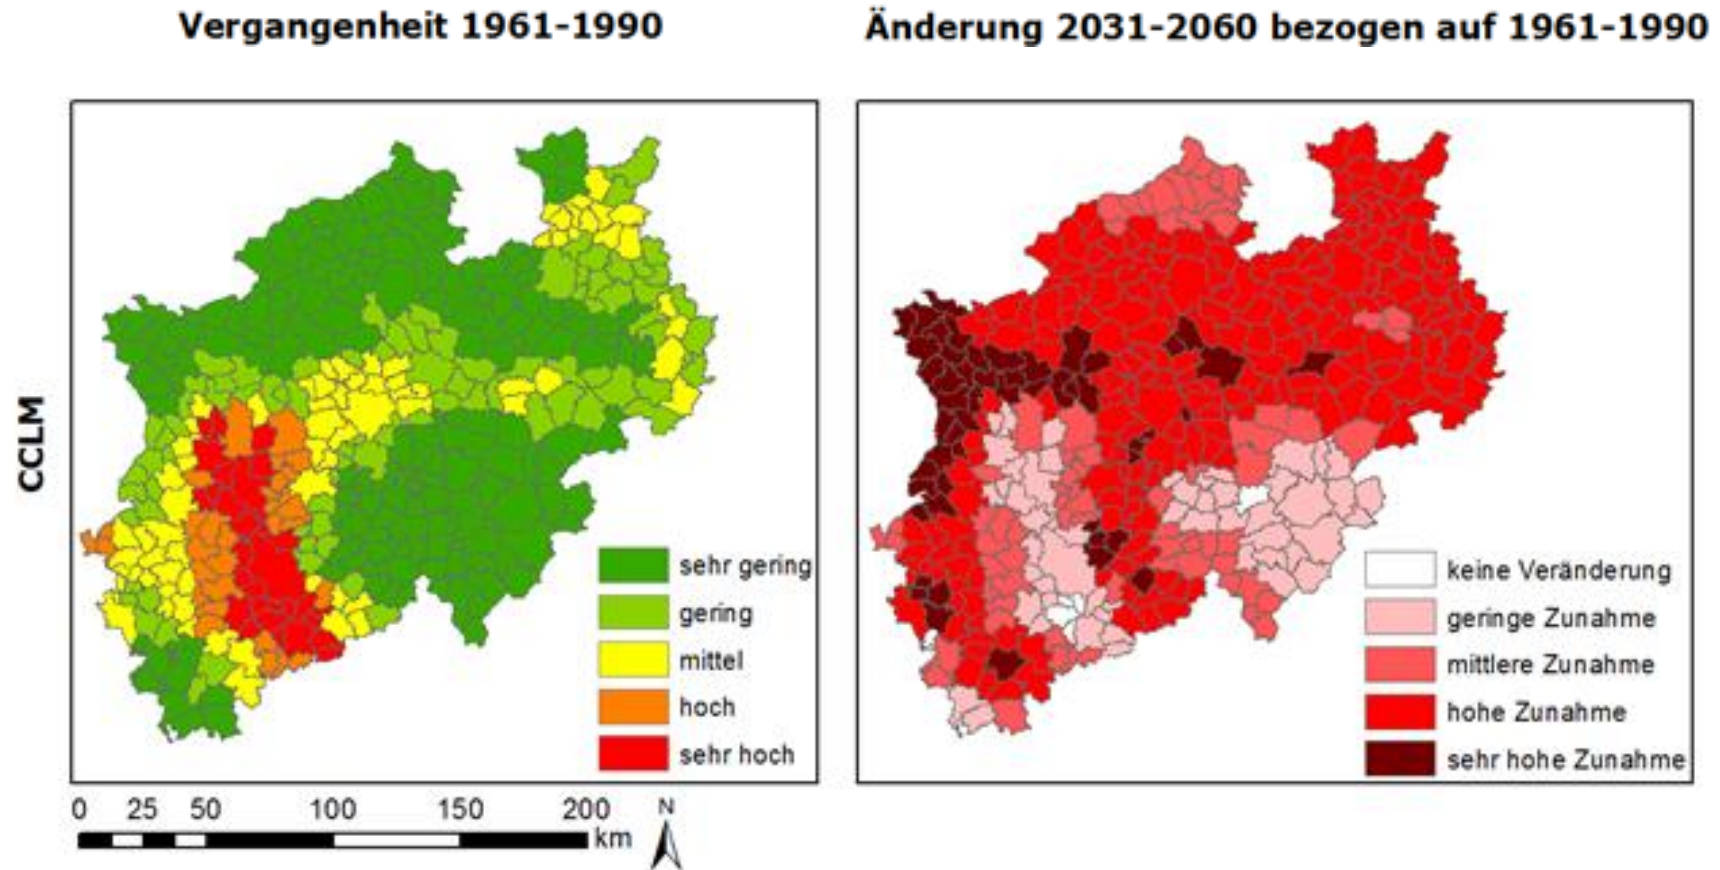 Vergangenheit 1961-1990
Änderung 2031-2060 bezogen auf 1961-1990
CCLM
sehr gering
gering
mittel
hoch
sehr hoch
keine Veränderung
geringe Zunahme
mittlere Zunahme
hohe Zunahme
sehr hohe Zunahme
0 25 50 100 150 200 km
N